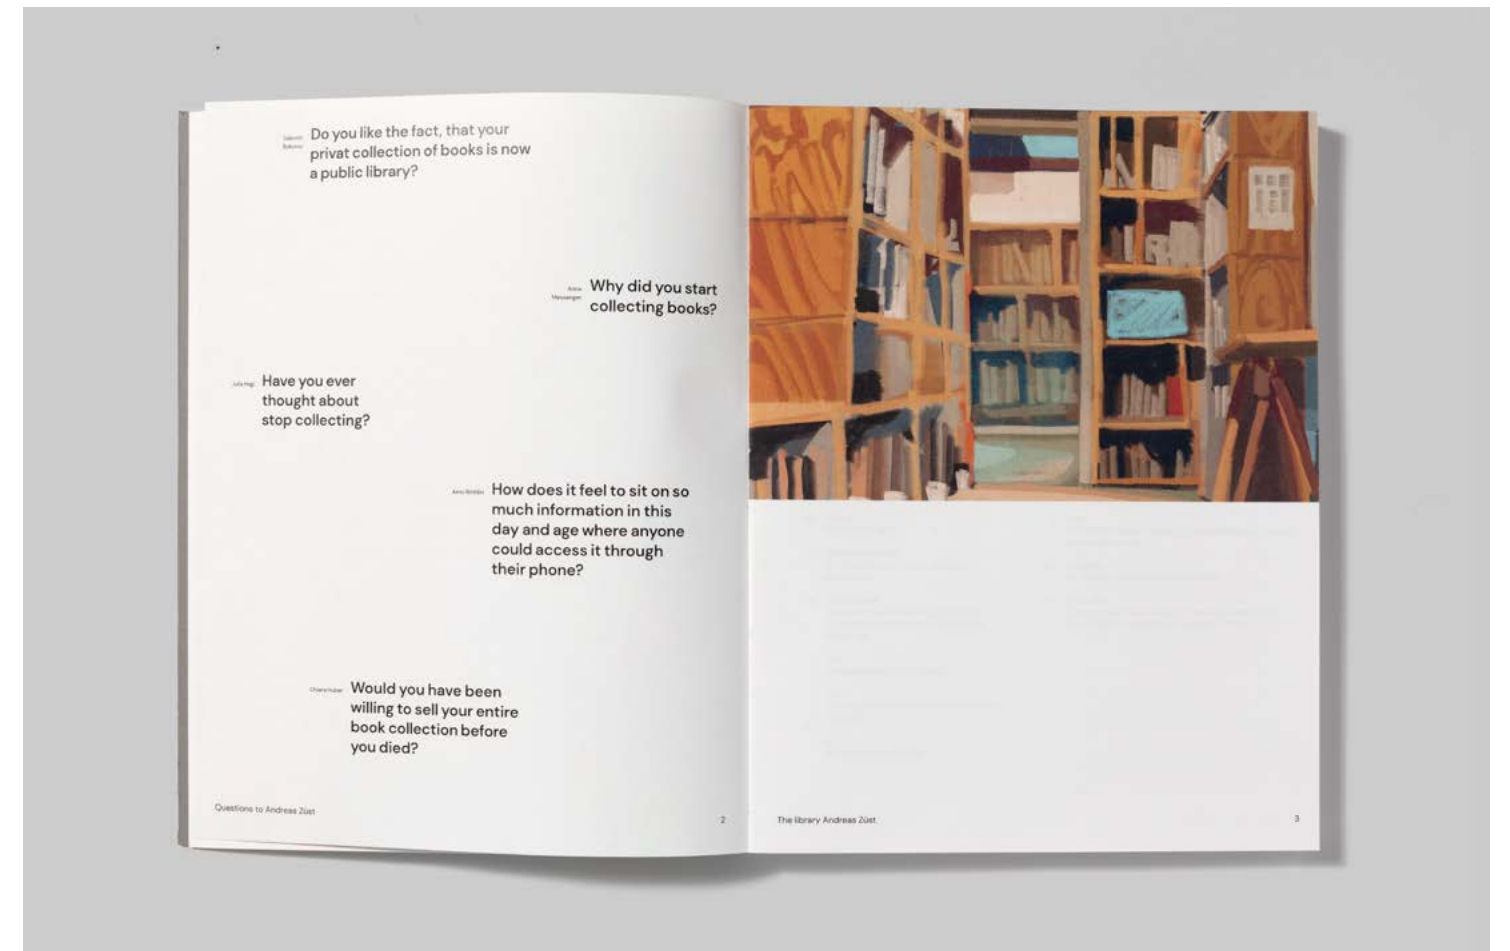 Do you like the fact, that your
privat collection of books is now
a public library?
Why did you start
collecting books?
Have you ever
thought about
stop collecting?
How does it feel to sit on so
much information in this
day and age where anyone
could access it through
their phone?
Would you have been
willing to sell your entire
book collection before
you died?
Questions to Andreas Züst
2
The library Andreas Züst
3